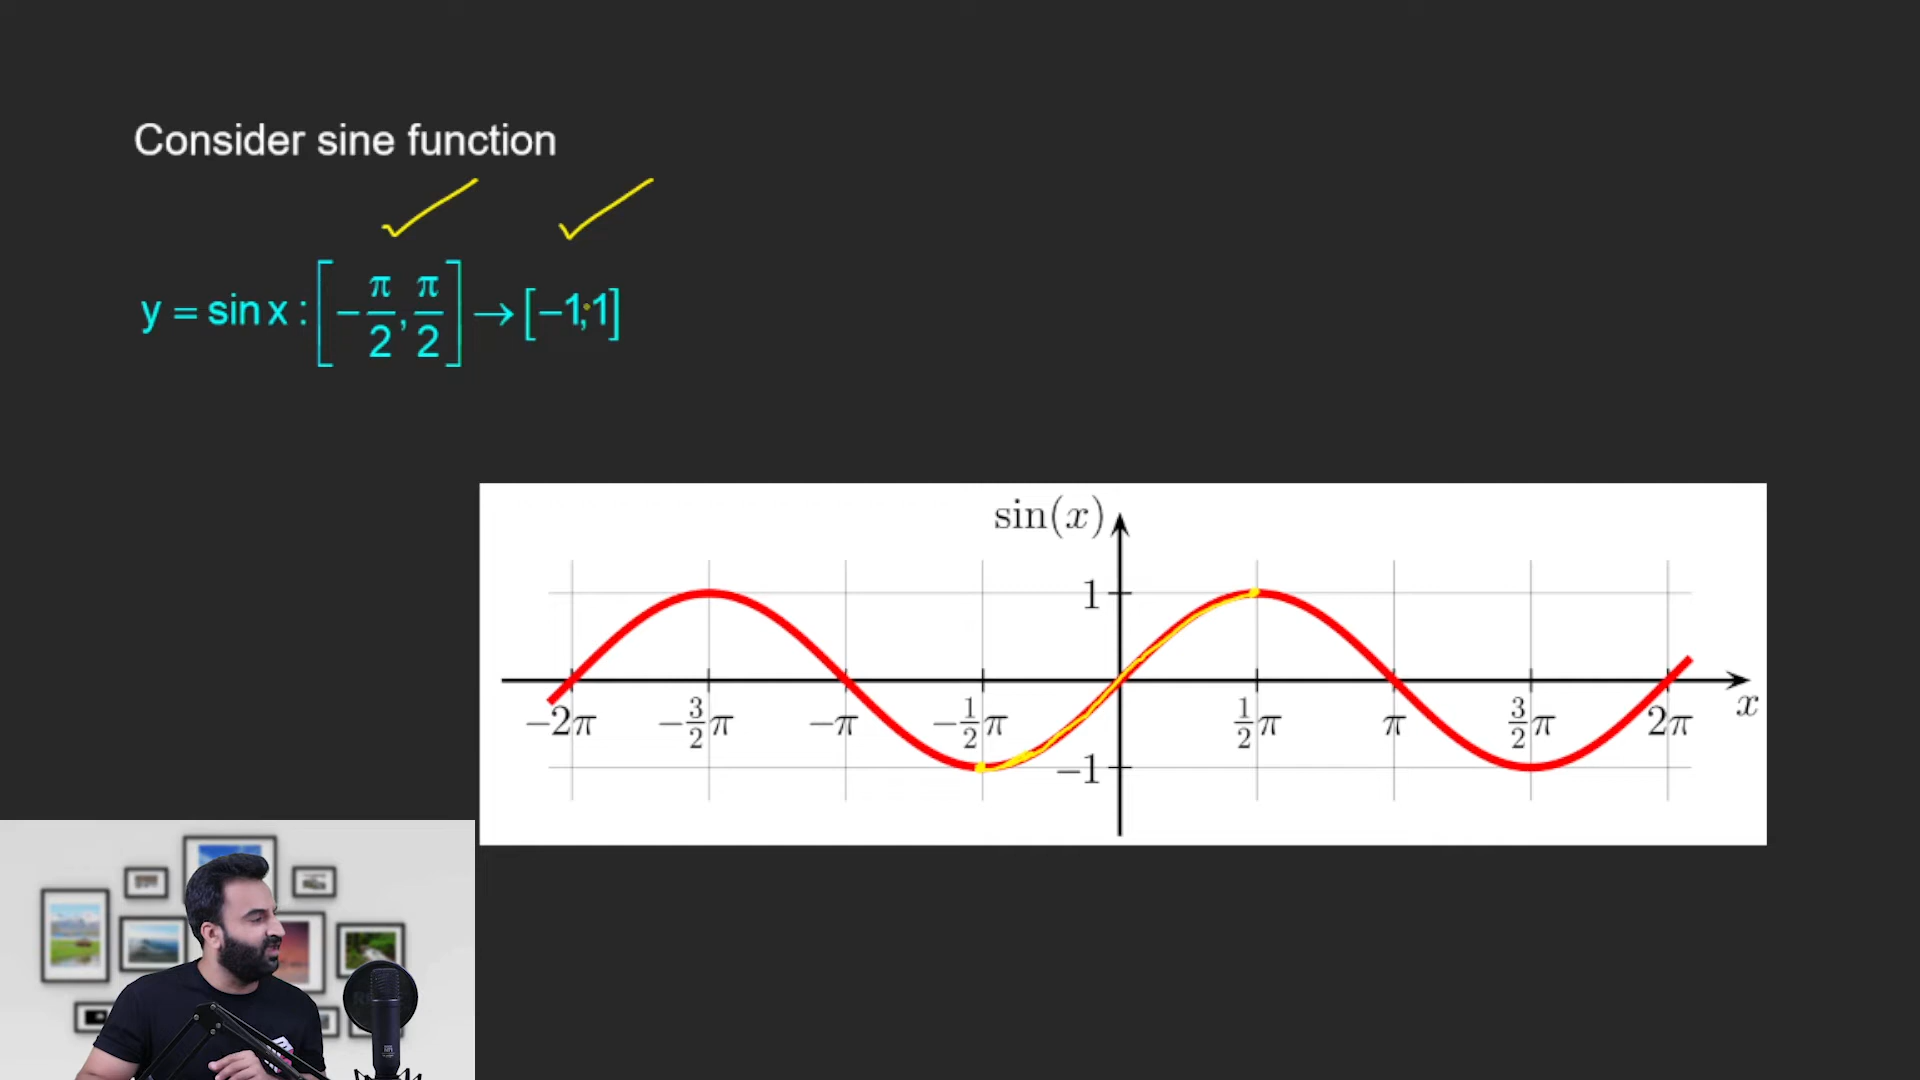 Consider sine function
y = sin x : [−π/2, π/2] → [−1,1]
sin(x)
1
−2π −3/2π −π −1/2π 1/2π π 3/2π 2π x
−1